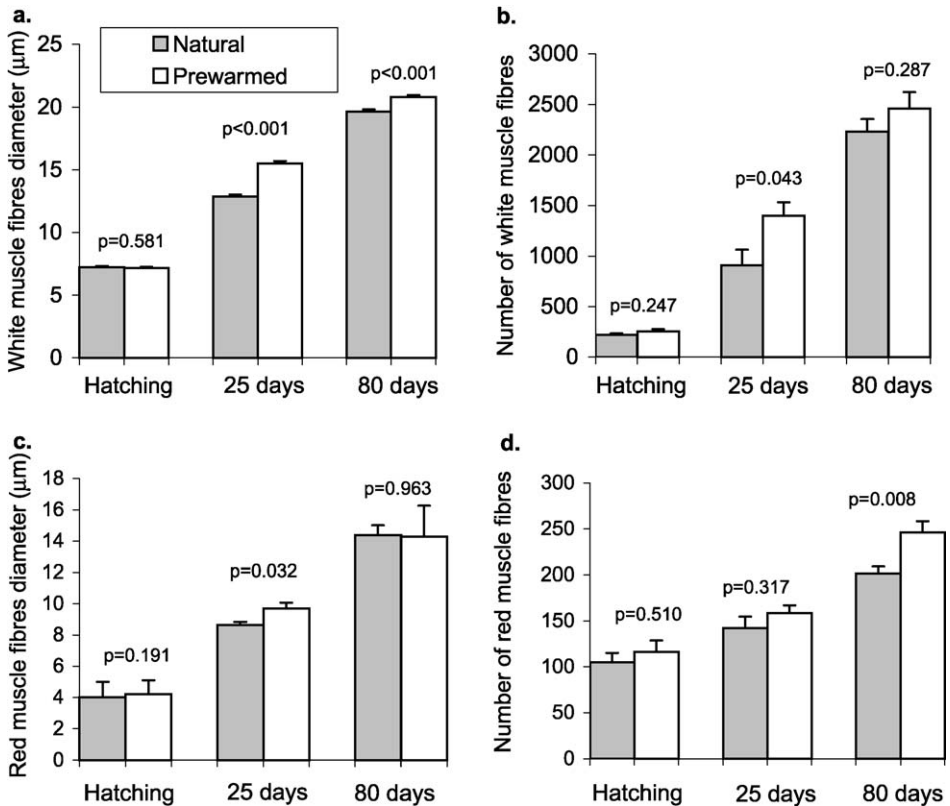 a.
White muscle fibres diameter (μm)
Natural
Prewarmed
25
20
15
10
5
0
p=0.581
p<0.001
p<0.001
Hatching
25 days
80 days
b.
Number of white muscle fibres
3000
2500
2000
1500
1000
500
0
p=0.247
p=0.043
p=0.287
Hatching
25 days
80 days
c.
Red muscle fibres diameter (μm)
18
16
14
12
10
8
6
4
2
0
p=0.191
p=0.032
p=0.963
Hatching
25 days
80 days
d.
Number of red muscle fibres
300
250
200
150
100
50
0
p=0.510
p=0.317
p=0.008
Hatching
25 days
80 days